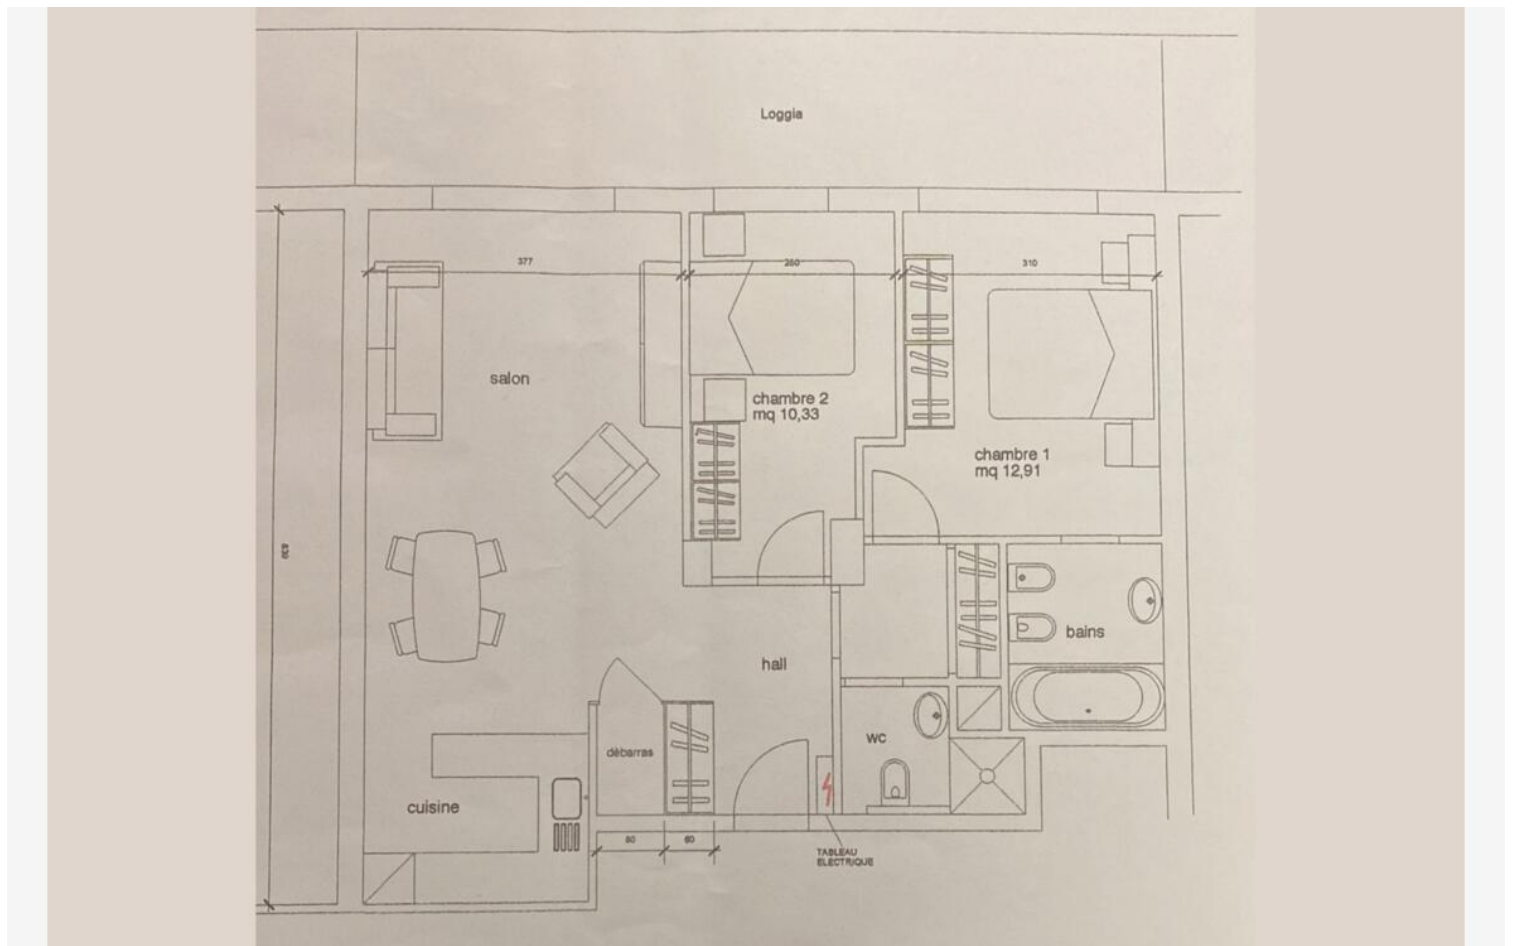 Loggia
377
260
310
salon
chambre 2
mq 10,33
chambre 1
mq 12,91
hall
bains
débarras
wc
cuisine
60
TABLEAU
ELECTRIQUE